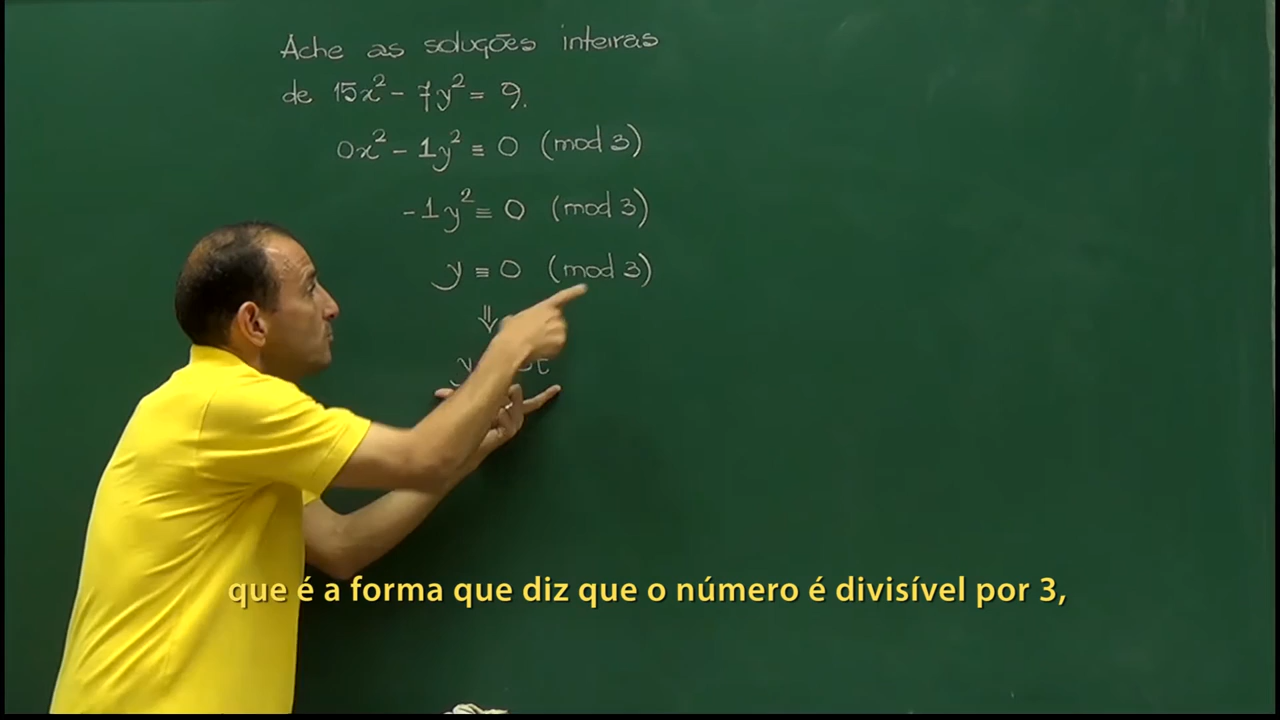 Ache as soluções inteiras
de 15x² - 7y² = 9.
0x² - 1y² ≡ 0 (mod 3)
-1y² ≡ 0 (mod 3)
y ≡ 0 (mod 3)
⇓
y
que é a forma que diz que o número é divisível por 3,